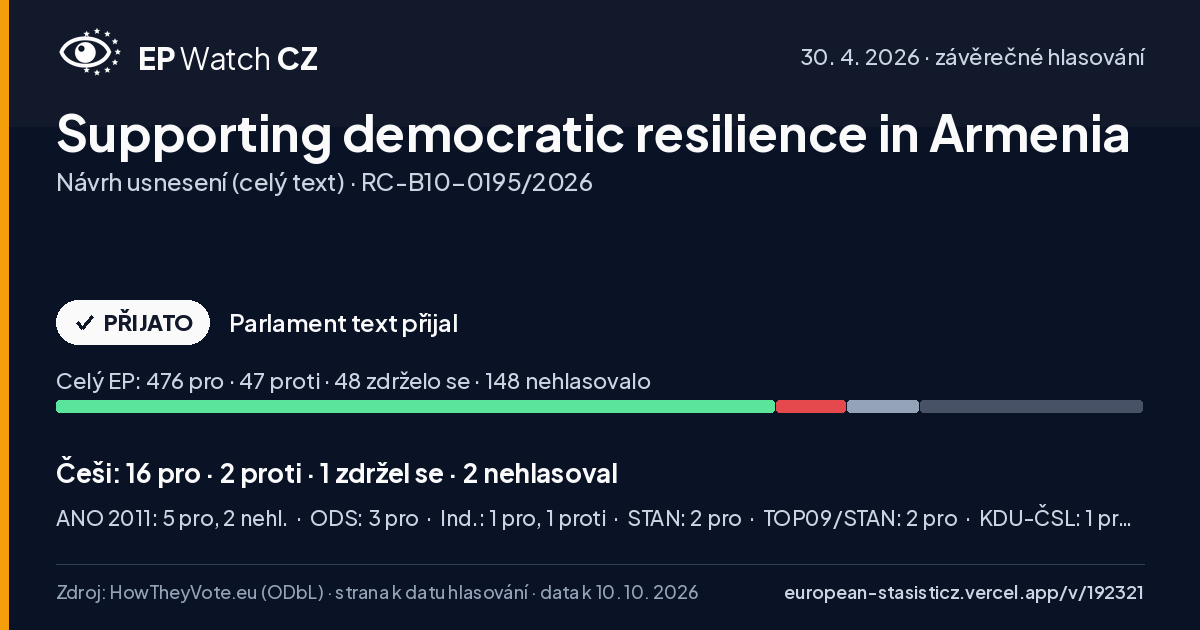 EP Watch CZ
30. 4. 2026 · závěrečné hlasování
Supporting democratic resilience in Armenia
Návrh usnesení (celý text) · RC-B10-0195/2026
✓ PŘIJATO
Parlament text přijal
Celý EP: 476 pro · 47 proti · 48 zdrželo se · 148 nehlasovalo
Češi: 16 pro · 2 proti · 1 zdržel se · 2 nehlasoval
ANO 2011: 5 pro, 2 nehl. · ODS: 3 pro · Ind.: 1 pro, 1 proti · STAN: 2 pro · TOP09/STAN: 2 pro · KDU-ČSL: 1 pr…
Zdroj: HowTheyVote.eu (ODbL) · strana k datu hlasování · data k 10. 10. 2026
european-stasisticz.vercel.app/v/192321